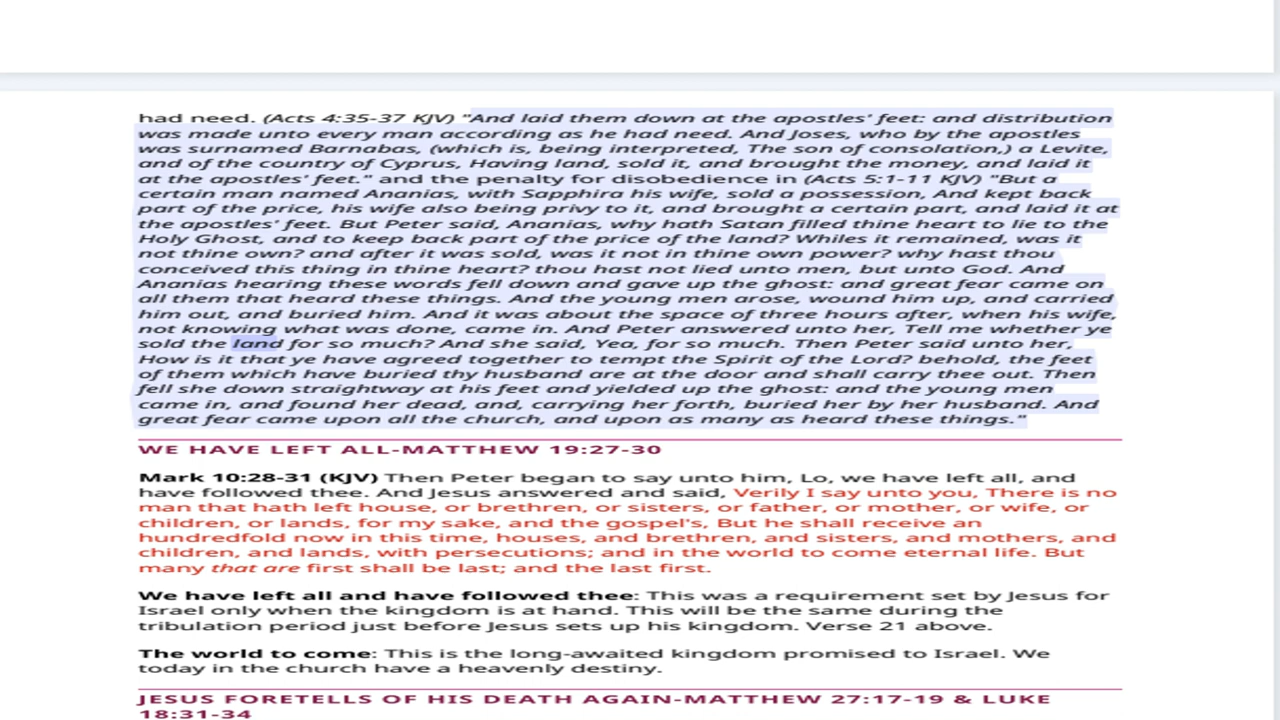 had need. (Acts 4:35-37 KJV) "And laid them down at the apostles' feet: and distribution
was made unto every man according as he had need. And Joses, who by the apostles
was surnamed Barnabas, (which is, being interpreted, The son of consolation,) a Levite,
and of the country of Cyprus, Having land, sold it, and brought the money, and laid it
at the apostles' feet." and the penalty for disobedience in (Acts 5:1-11 KJV) "But a
certain man named Ananias, with Sapphira his wife, sold a possession, And kept back
part of the price, his wife also being privy to it, and brought a certain part, and laid it at
the apostles' feet. But Peter said, Ananias, why hath Satan filled thine heart to lie to the
Holy Ghost, and to keep back part of the price of the land? Whiles it remained, was it
not thine own? and after it was sold, was it not in thine own power? why hast thou
conceived this thing in thine heart? thou hast not lied unto men, but unto God. And
Ananias hearing these words fell down and gave up the ghost: and great fear came on
all them that heard these things. And the young men arose, wound him up, and carried
him out, and buried him. And it was about the space of three hours after, when his wife,
not knowing what was done, came in. And Peter answered unto her, Tell me whether ye
sold the land for so much? And she said, Yea, for so much. Then Peter said unto her,
How is it that ye have agreed together to tempt the Spirit of the Lord? behold, the feet
of them which have buried thy husband are at the door and shall carry thee out. Then
fell she down straightway at his feet and yielded up the ghost: and the young men
came in, and found her dead, and, carrying her forth, buried her by her husband. And
great fear came upon all the church, and upon as many as heard these things."
WE HAVE LEFT ALL-MATTHEW 19:27-30
Mark 10:28-31 (KJV) Then Peter began to say unto him, Lo, we have left all, and
have followed thee. And Jesus answered and said, Verily I say unto you, There is no
man that hath left house, or brethren, or sisters, or father, or mother, or wife, or
children, or lands, for my sake, and the gospel's, But he shall receive an
hundredfold now in this time, houses, and brethren, and sisters, and mothers, and
children, and lands, with persecutions; and in the world to come eternal life. But
many that are first shall be last; and the last first.
We have left all and have followed thee: This was a requirement set by Jesus for
Israel only when the kingdom is at hand. This will be the same during the
tribulation period just before Jesus sets up his kingdom. Verse 21 above.
The world to come: This is the long-awaited kingdom promised to Israel. We
today in the church have a heavenly destiny.
JESUS FORETELLS OF HIS DEATH AGAIN-MATTHEW 27:17-19 & LUKE
18:31-34